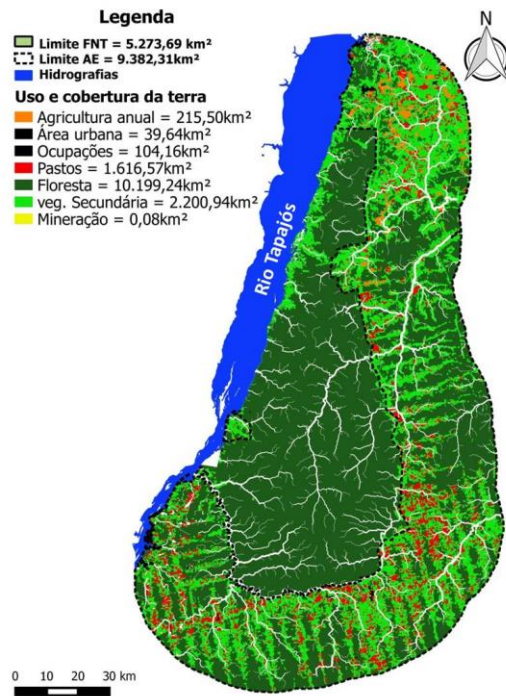 Legenda
Limite FNT = 5.273,69 km²
Limite AE = 9.382,31km²
Hidrografias
Uso e cobertura da terra
Agricultura anual = 215,50km²
Área urbana = 39,64km²
Ocupações = 104,16km²
Pastos = 1.616,57km²
Floresta = 10.199,24km²
veg. Secundária = 2.200,94km²
Mineração = 0,08km²
N
Rio Tapajós
0 10 20 30 km